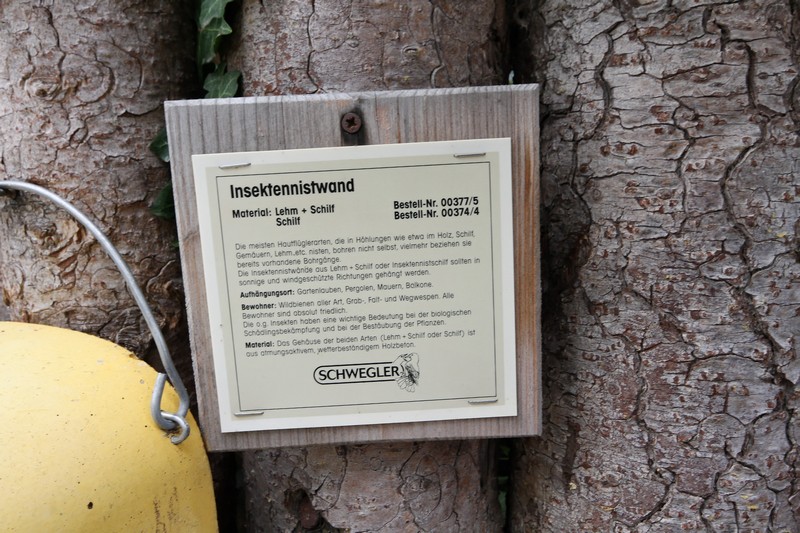 Insektennistwand
Material: Lehm + Schilf Bestell-Nr. 00377/5
Schilf Bestell-Nr. 00374/4
Die meisten Hautflüglerarten, die in Höhlungen wie etwa im Holz, Schilf,
Gemäuern, Lehm,etc. nisten, bohren nicht selbst, vielmehr beziehen sie
bereits vorhandene Bohrgänge.
Die Insektennistwände aus Lehm + Schilf oder Insektennistschilf sollten in
sonnige und windgeschützte Richtungen gehängt werden.
Aufhängungsort: Gartenlauben, Pergolen, Mauern, Balkone.
Bewohner: Wildbienen aller Art, Grab-, Falt- und Wegwespen. Alle
Bewohner sind absolut friedlich.
Die o.g. Insekten haben eine wichtige Bedeutung bei der biologischen
Schädlingsbekämpfung und bei der Bestäubung der Pflanzen.
Material: Das Gehäuse der beiden Arten (Lehm + Schilf oder Schilf) ist
aus atmungsaktivem, wetterbeständigem Holzbeton.
SCHWEGLER